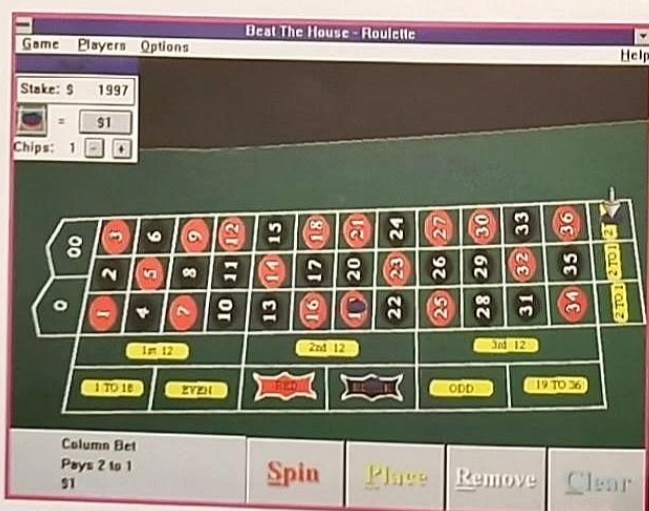 Beat The House - Roulette
Game Players Options
Help
Stake: $ 1997
= $1
Chips: 1 - +
00 3 6 9 12 15 18 21 24 27 30 33 36
2 5 8 11 14 17 20 23 26 29 32 35 2 TO 1
0 1 4 7 10 13 16 22 25 28 31 34 2 TO 1
1st 12 2nd 12 3rd 12
1 TO 18 EVEN RED ODD 19 TO 36
Column Bet
Pays 2 to 1
$1
Spin Place Remove Clear